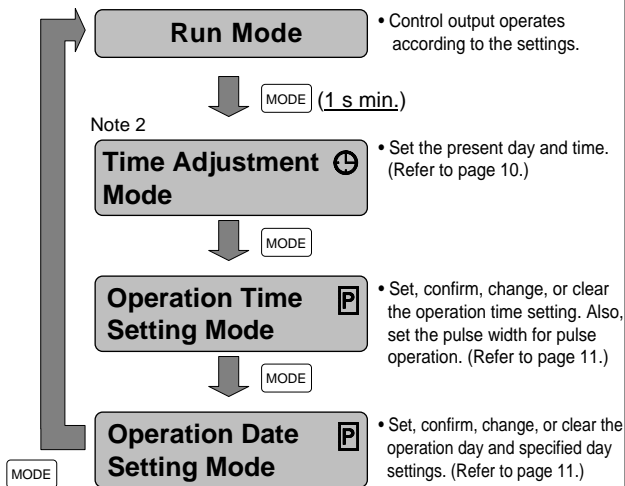 Run Mode
• Control output operates
according to the settings.
MODE (1 s min.)
Note 2
Time Adjustment
Mode
• Set the present day and time.
(Refer to page 10.)
MODE
Operation Time P
Setting Mode
• Set, confirm, change, or clear
the operation time setting. Also,
set the pulse width for pulse
operation. (Refer to page 11.)
MODE
Operation Date P
Setting Mode
• Set, confirm, change, or clear the
operation day and specified day
settings. (Refer to page 11.)
MODE